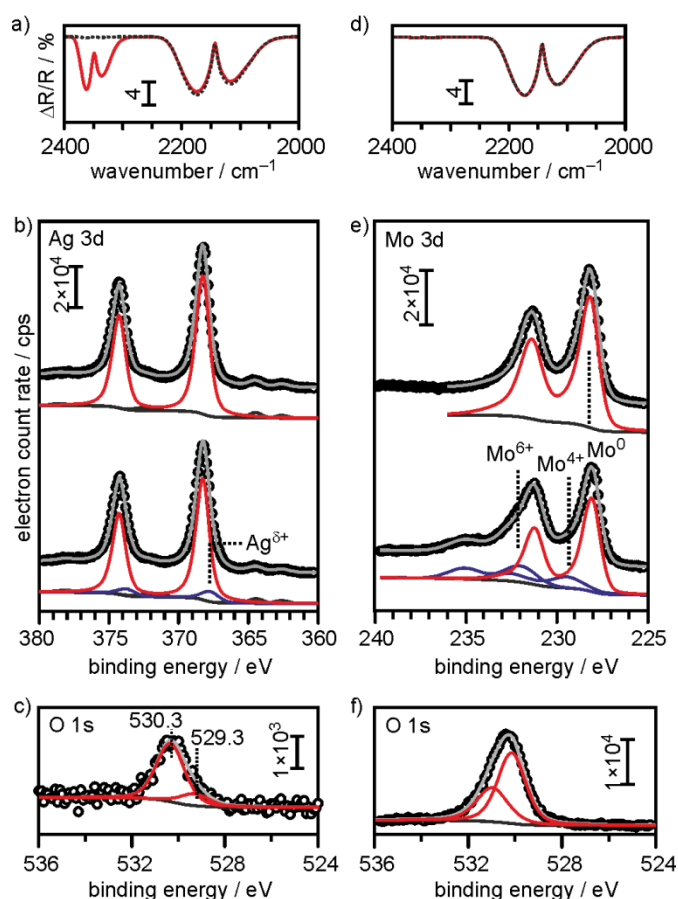 a)
ΔR/R / %
4
2400 2200 2000
wavenumber / cm⁻¹
d)
4
2400 2200 2000
wavenumber / cm⁻¹
b) Ag 3d
2×10⁴
electron count rate / cps
Ag^δ+
380 375 370 365 360
binding energy / eV
e) Mo 3d
2×10⁴
Mo⁶⁺ Mo⁴⁺ Mo⁰
240 235 230 225
binding energy / eV
c) O 1s
530.3
529.3
1×10³
536 532 528 524
binding energy / eV
f) O 1s
1×10⁴
536 532 528 524
binding energy / eV